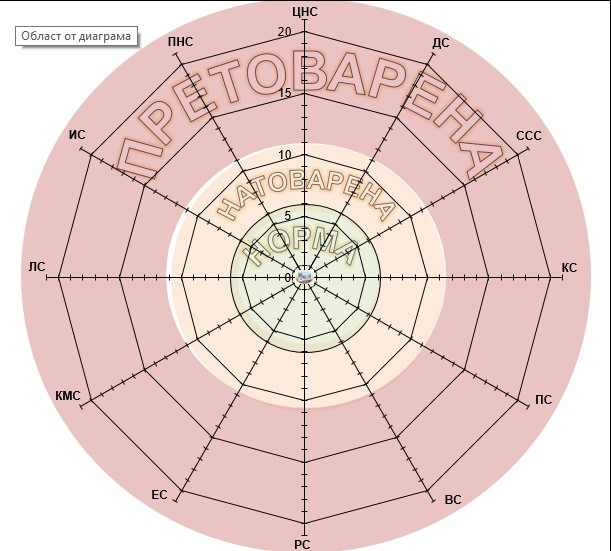 ЦНС
Област от диаграма
20
ПНС
ДС
ПРЕТОВАРЕНА
15
ИС
ССС
10
НАТОВАРЕНА
5
НОРМА
ЛС
0
КС
КМС
ПС
ЕС
ВС
РС